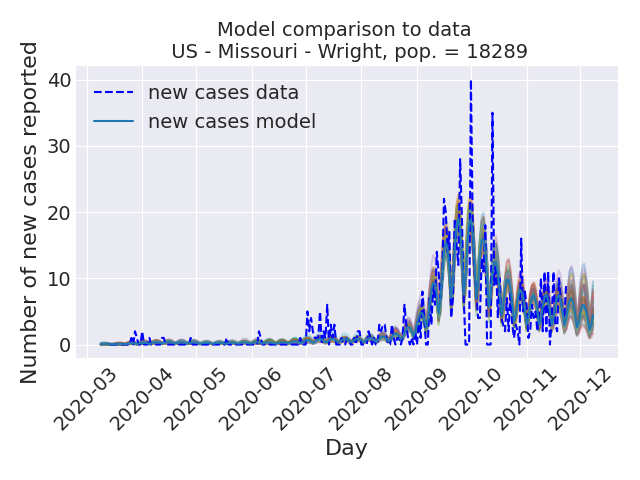 Model comparison to data
US - Missouri - Wright, pop. = 18289
Number of new cases reported
40
30
20
10
0
new cases data
new cases model
2020-03
2020-04
2020-05
2020-06
2020-07
2020-08
2020-09
2020-10
2020-11
2020-12
Day